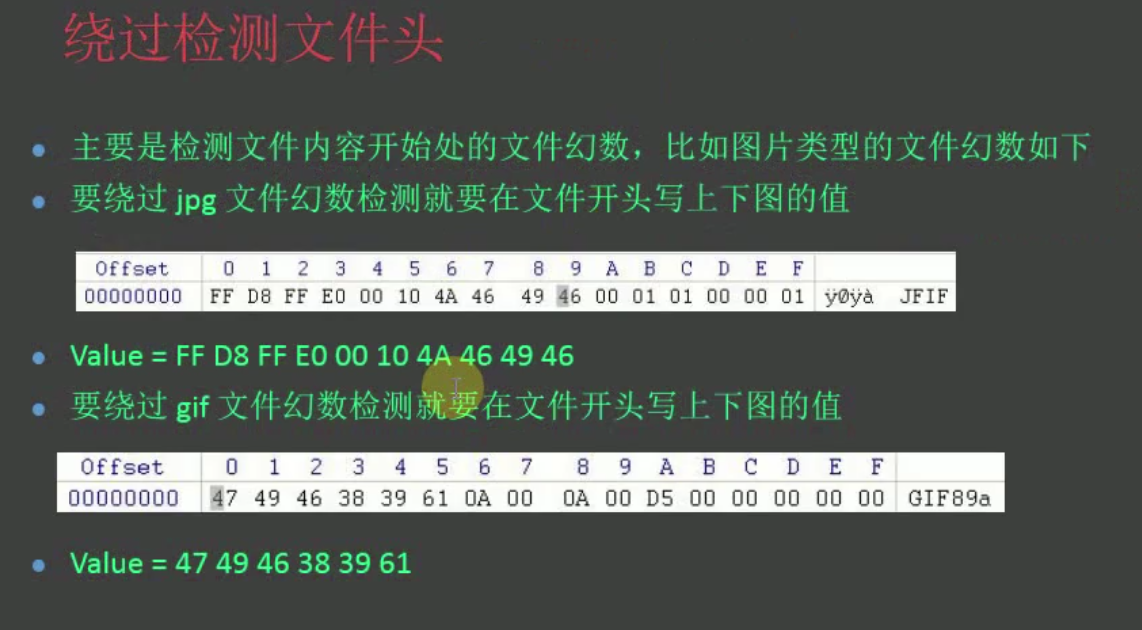 绕过检测文件头
主要是检测文件内容开始处的文件幻数，比如图片类型的文件幻数如下
要绕过 jpg 文件幻数检测就要在文件开头写上下图的值
Offset 0 1 2 3 4 5 6 7 8 9 A B C D E F
00000000 FF D8 FF E0 00 10 4A 46 49 46 00 01 01 00 00 01 ÿØÿà JFIF
Value = FF D8 FF E0 00 10 4A 46 49 46
要绕过 gif 文件幻数检测就要在文件开头写上下图的值
Offset 0 1 2 3 4 5 6 7 8 9 A B C D E F
00000000 47 49 46 38 39 61 0A 00 0A 00 D5 00 00 00 00 00 GIF89a
Value = 47 49 46 38 39 61